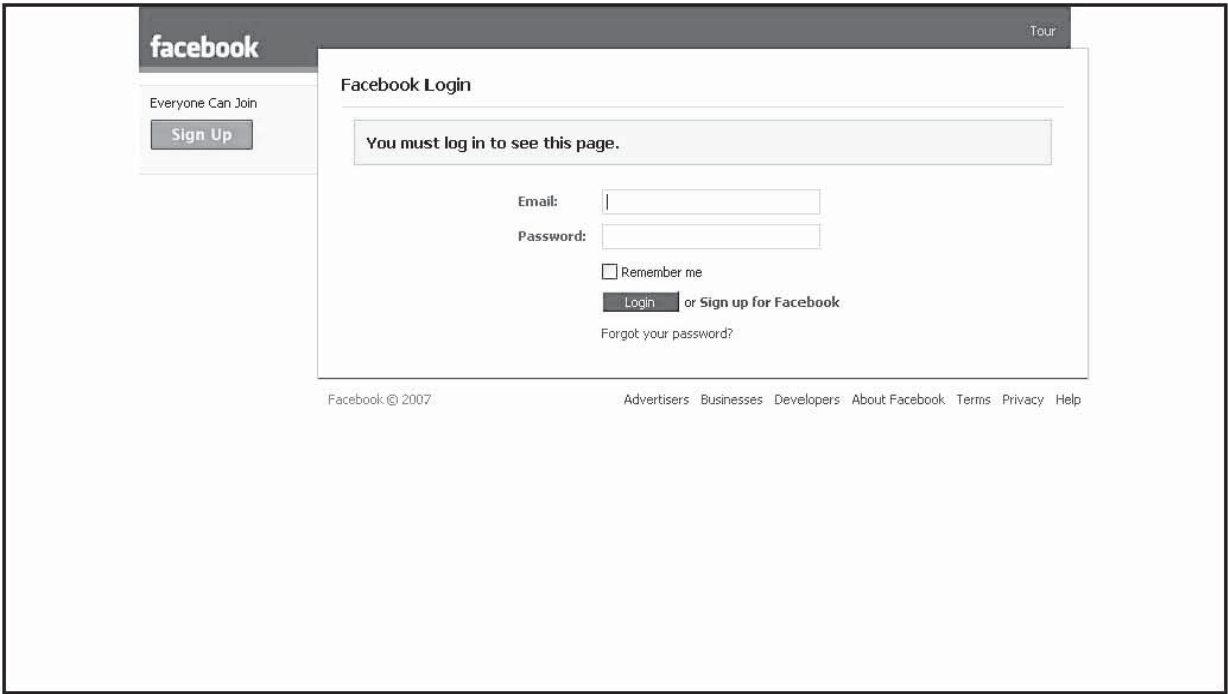 facebook
Tour
Everyone Can Join
Sign Up
Facebook Login
You must log in to see this page.
Email:
Password:
Remember me
Login or Sign up for Facebook
Forgot your password?
Facebook © 2007 Advertisers Businesses Developers About Facebook Terms Privacy Help